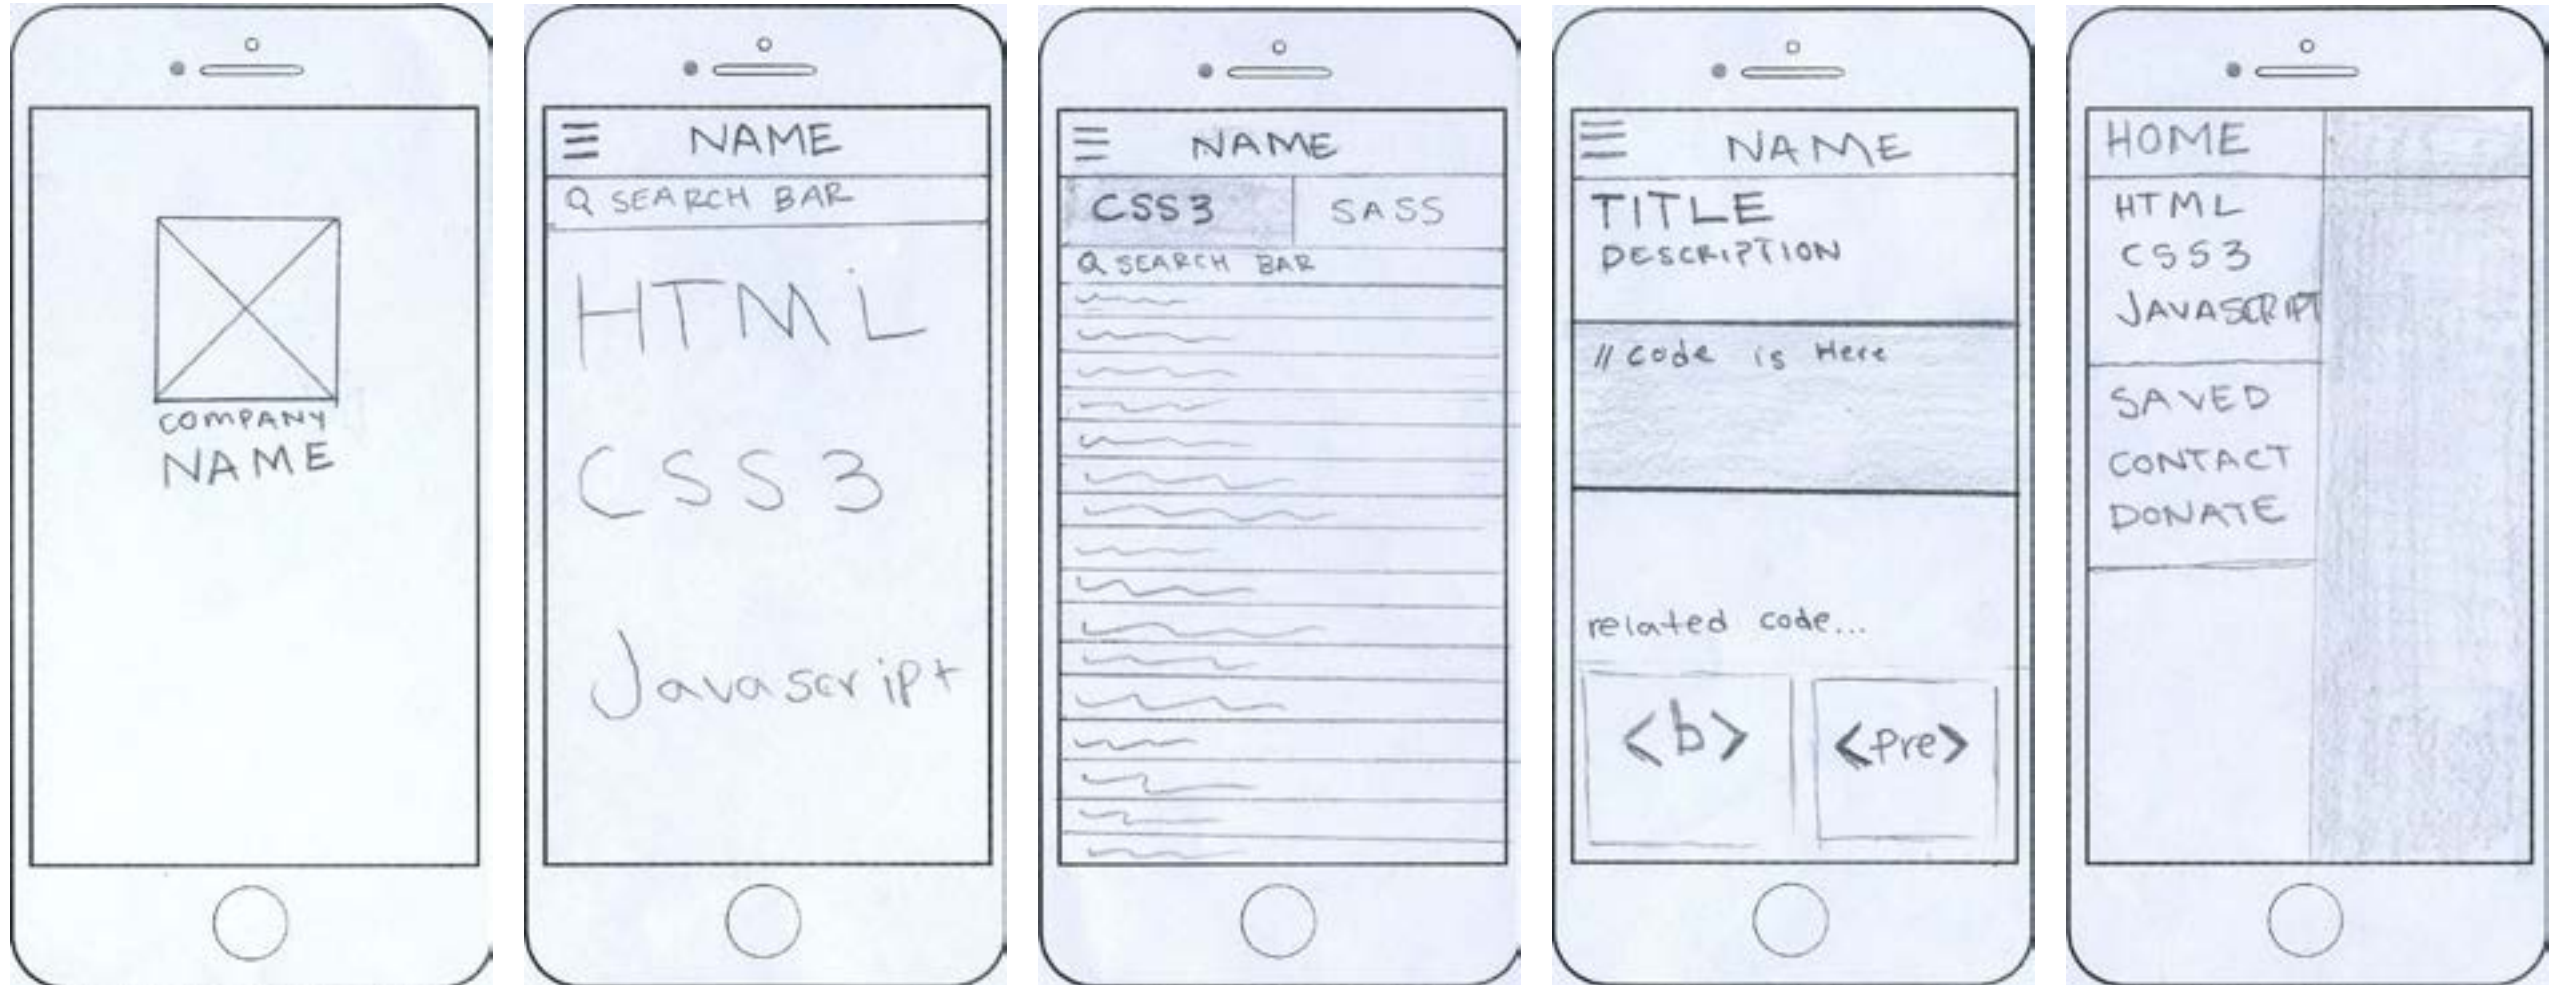 COMPANY
NAME
NAME
SEARCH BAR
HTML
CSS3
Javascript
NAME
CSS3 SASS
SEARCH BAR
NAME
TITLE
DESCRIPTION
// Code is Here
related code...
<b> <pre>
HOME
HTML
CSS3
JAVASCRIPT
SAVED
CONTACT
DONATE